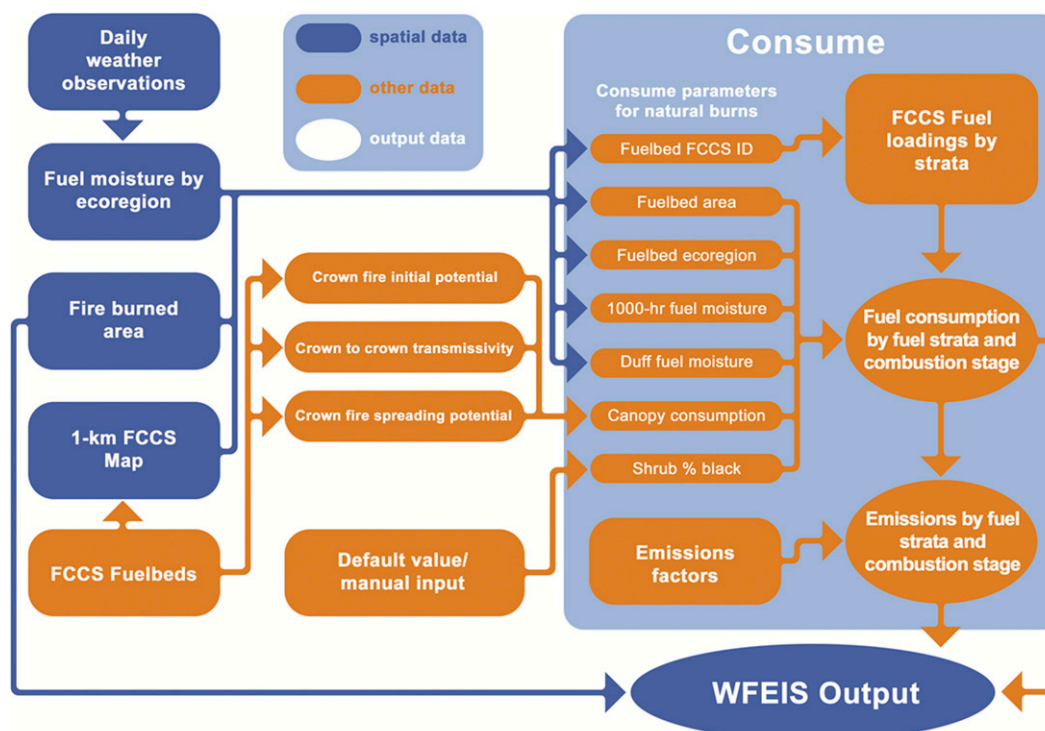 Daily
weather
observations
Fuel moisture by
ecoregion
Fire burned
area
1-km FCCS
Map
FCCS Fuelbeds
spatial data
other data
output data
Crown fire initial potential
Crown to crown transmissivity
Crown fire spreading potential
Default value/
manual input
Consume
Consume parameters
for natural burns
Fuelbed FCCS ID
Fuelbed area
Fuelbed ecoregion
1000-hr fuel moisture
Duff fuel moisture
Canopy consumption
Shrub % black
Emissions
factors
FCCS Fuel
loadings by
strata
Fuel consumption
by fuel strata and
combustion stage
Emissions by fuel
strata and
combustion stage
WFEIS Output